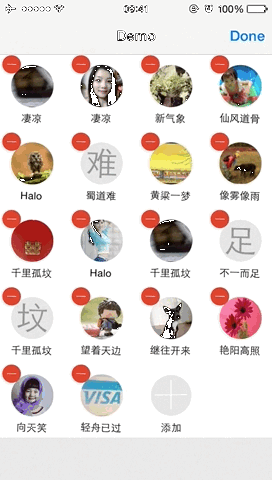 09:41
100%
Demo
Done
凄凉
凄凉
新气象
仙风道骨
难
Halo
蜀道难
黄粱一梦
像雾像雨
足
千里孤坟
Halo
千里孤坟
不一而足
坟
千里孤坟
望着天边
继往开来
艳阳高照
VISA
向天笑
轻舟已过
添加